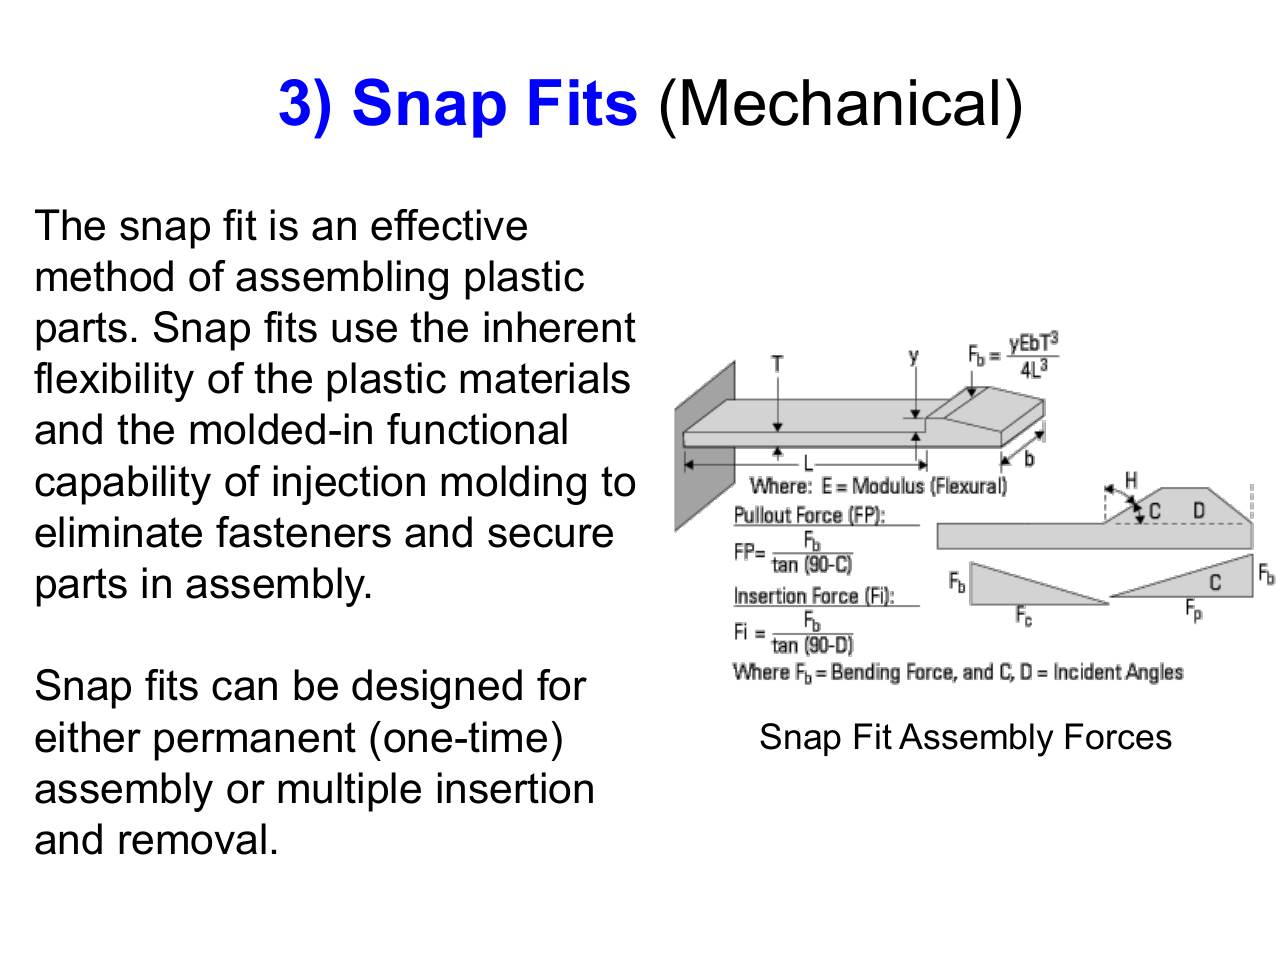 3) Snap Fits (Mechanical)
The snap fit is an effective
method of assembling plastic
parts. Snap fits use the inherent
flexibility of the plastic materials
and the molded-in functional
capability of injection molding to
eliminate fasteners and secure
parts in assembly.
Snap fits can be designed for
either permanent (one-time)
assembly or multiple insertion
and removal.
T
y
Fb = yEbT³
4L³
L
b
Where: E = Modulus (Flexural)
H
C
D
Pullout Force (FP):
FP= Fb
tan (90-C)
Fb
Fc
C
Fb
Fp
Insertion Force (Fi):
Fi = Fb
tan (90-D)
Where Fb = Bending Force, and C, D = Incident Angles
Snap Fit Assembly Forces